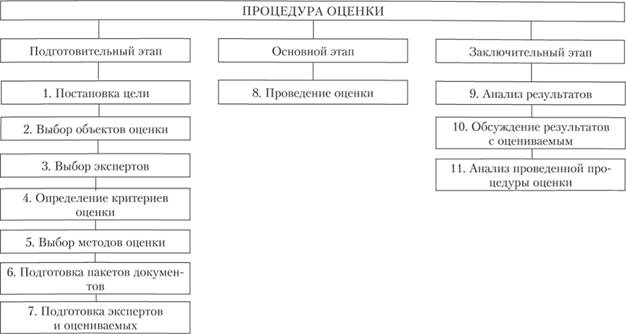 ПРОЦЕДУРА ОЦЕНКИ
Подготовительный этап
1. Постановка цели
2. Выбор объектов оценки
3. Выбор экспертов
4. Определение критериев
оценки
5. Выбор методов оценки
6. Подготовка пакетов докумен-
тов
7. Подготовка экспертов
и оцениваемых
Основной этап
8. Проведение оценки
Заключительный этап
9. Анализ результатов
10. Обсуждение результатов
с оцениваемым
11. Анализ проведенной про-
цедуры оценки